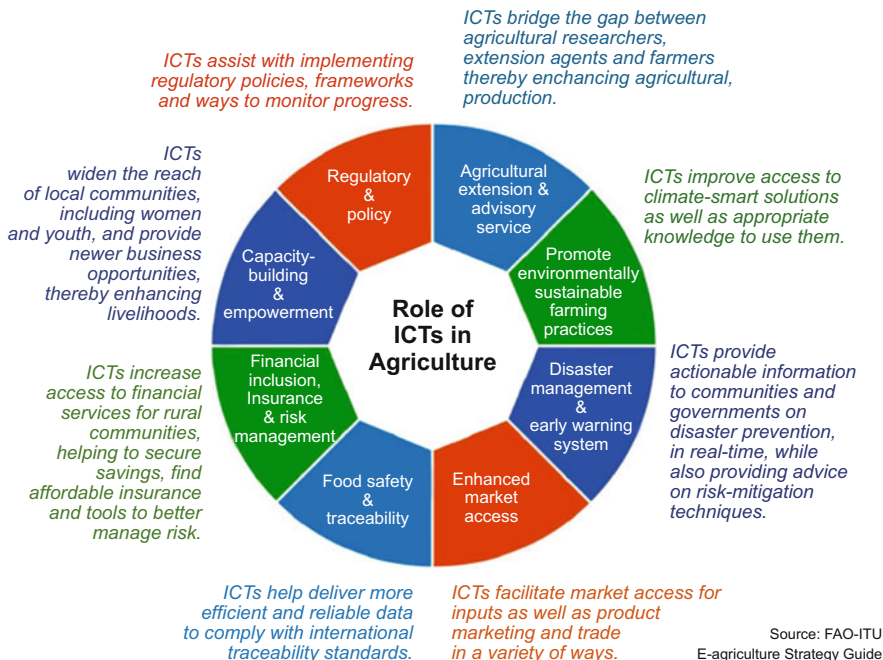 ICTs assist with implementing
regulatory policies, frameworks
and ways to monitor progress.
ICTs bridge the gap between
agricultural researchers,
extension agents and farmers
thereby enchancing agricultural,
production.
ICTs
widen the reach
of local communities,
including women
and youth, and provide
newer business
opportunities,
thereby enhancing
livelihoods.
ICTs improve access to
climate-smart solutions
as well as appropriate
knowledge to use them.
Regulatory
&
policy
Agricultural
extension &
advisory
service
Capacity-
building
&
empowerment
Promote
environmentally
sustainable
farming
practices
Role of
ICTs in
Agriculture
Financial
inclusion,
Insurance
& risk
management
Disaster
management
&
early warning
system
Food safety
&
traceability
Enhanced
market
access
ICTs increase
access to financial
services for rural
communities,
helping to secure
savings, find
affordable insurance
and tools to better
manage risk.
ICTs provide
actionable information
to communities and
governments on
disaster prevention,
in real-time, while
also providing advice
on risk-mitigation
techniques.
ICTs help deliver more
efficient and reliable data
to comply with international
traceability standards.
ICTs facilitate market access for
inputs as well as product
marketing and trade
in a variety of ways.
Source: FAO-ITU
E-agriculture Strategy Guide